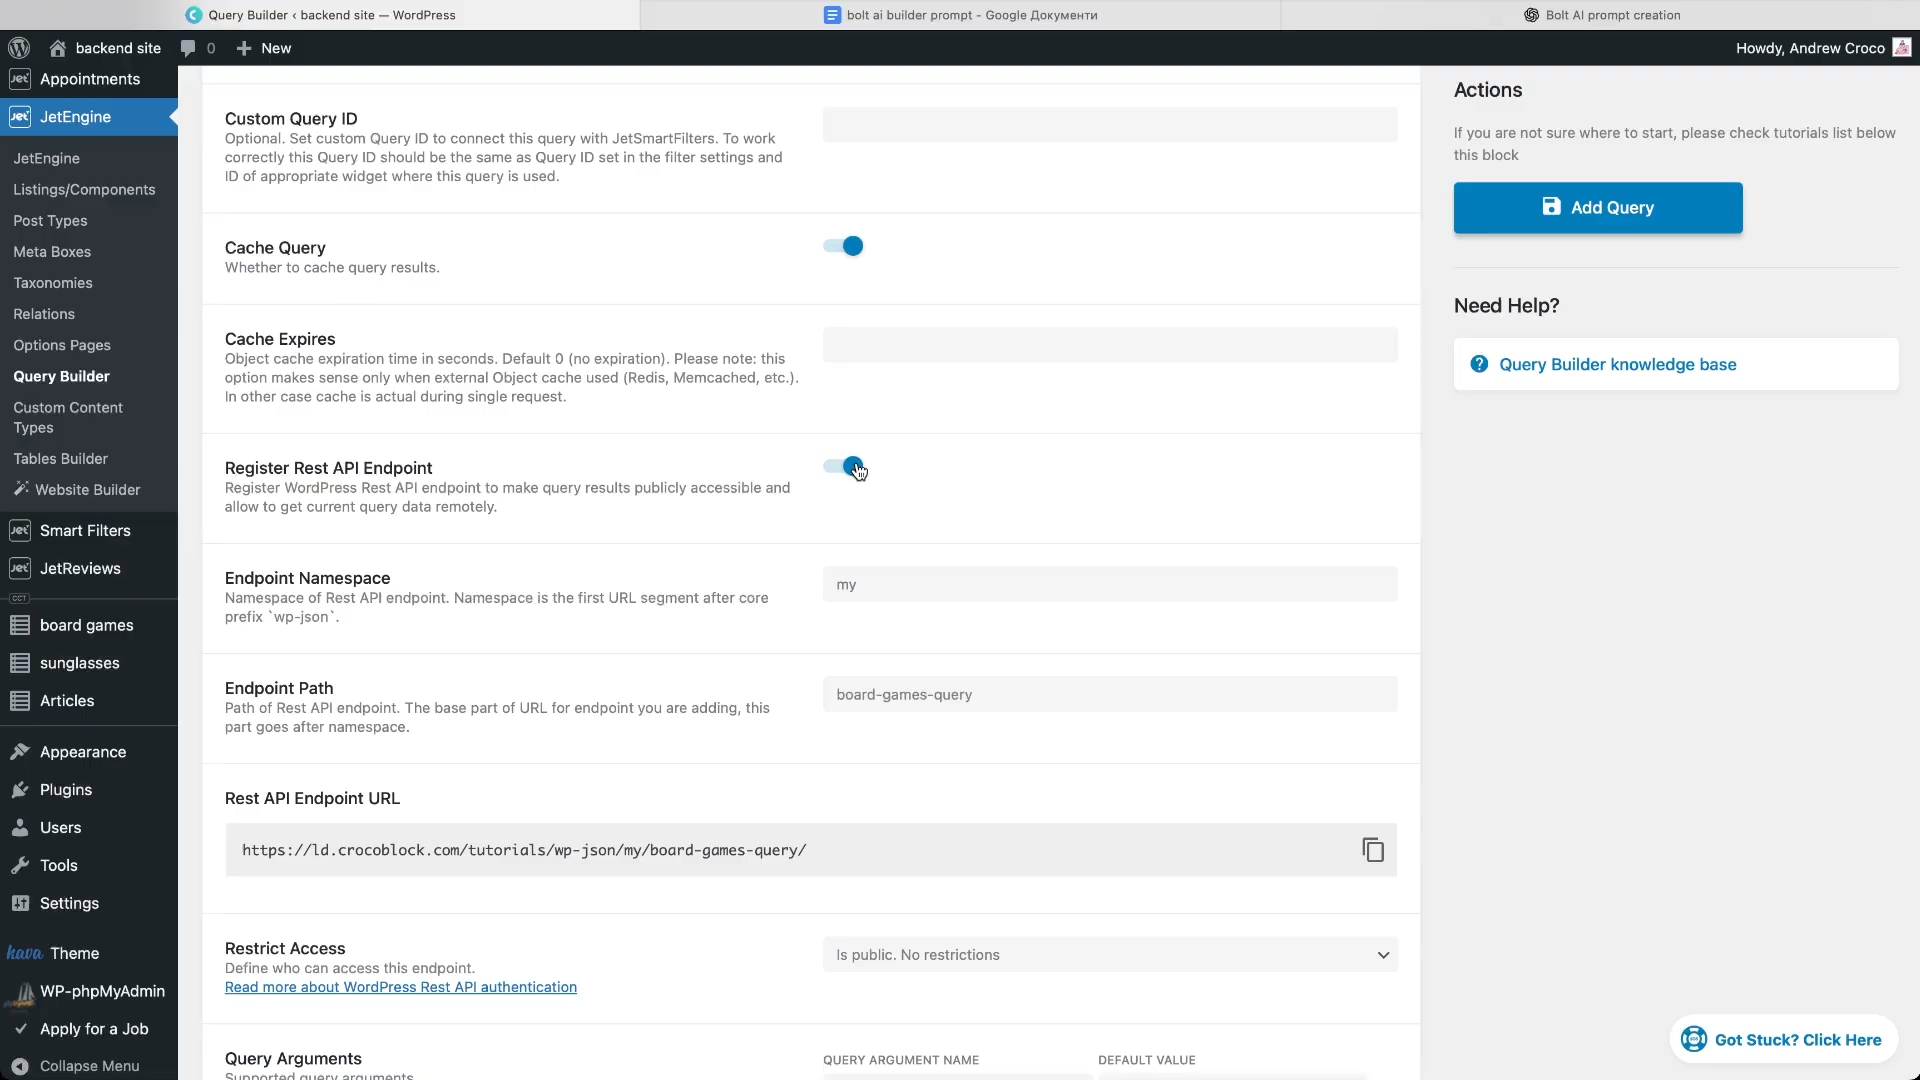 Query Builder ‹ backend site — WordPress
bolt ai builder prompt - Google Документи
Bolt AI prompt creation
backend site
0
New
Howdy, Andrew Croco
Appointments
JetEngine
JetEngine
Listings/Components
Post Types
Meta Boxes
Taxonomies
Relations
Options Pages
Query Builder
Custom Content
Types
Tables Builder
Website Builder
Smart Filters
JetReviews
CCT
board games
sunglasses
Articles
Appearance
Plugins
Users
Tools
Settings
kava Theme
WP-phpMyAdmin
Apply for a Job
Collapse Menu
Custom Query ID
Optional. Set custom Query ID to connect this query with JetSmartFilters. To work
correctly this Query ID should be the same as Query ID set in the filter settings and
ID of appropriate widget where this query is used.
Cache Query
Whether to cache query results.
Cache Expires
Object cache expiration time in seconds. Default 0 (no expiration). Please note: this
option makes sense only when external Object cache used (Redis, Memcached, etc.).
In other case cache is actual during single request.
Register Rest API Endpoint
Register WordPress Rest API endpoint to make query results publicly accessible and
allow to get current query data remotely.
Endpoint Namespace
Namespace of Rest API endpoint. Namespace is the first URL segment after core
prefix `wp-json`.
my
Endpoint Path
Path of Rest API endpoint. The base part of URL for endpoint you are adding, this
part goes after namespace.
board-games-query
Rest API Endpoint URL
https://ld.crocoblock.com/tutorials/wp-json/my/board-games-query/
Restrict Access
Define who can access this endpoint.
Read more about WordPress Rest API authentication
Is public. No restrictions
Query Arguments
Supported query arguments
QUERY ARGUMENT NAME
DEFAULT VALUE
Actions
If you are not sure where to start, please check tutorials list below
this block
Add Query
Need Help?
Query Builder knowledge base
Got Stuck? Click Here